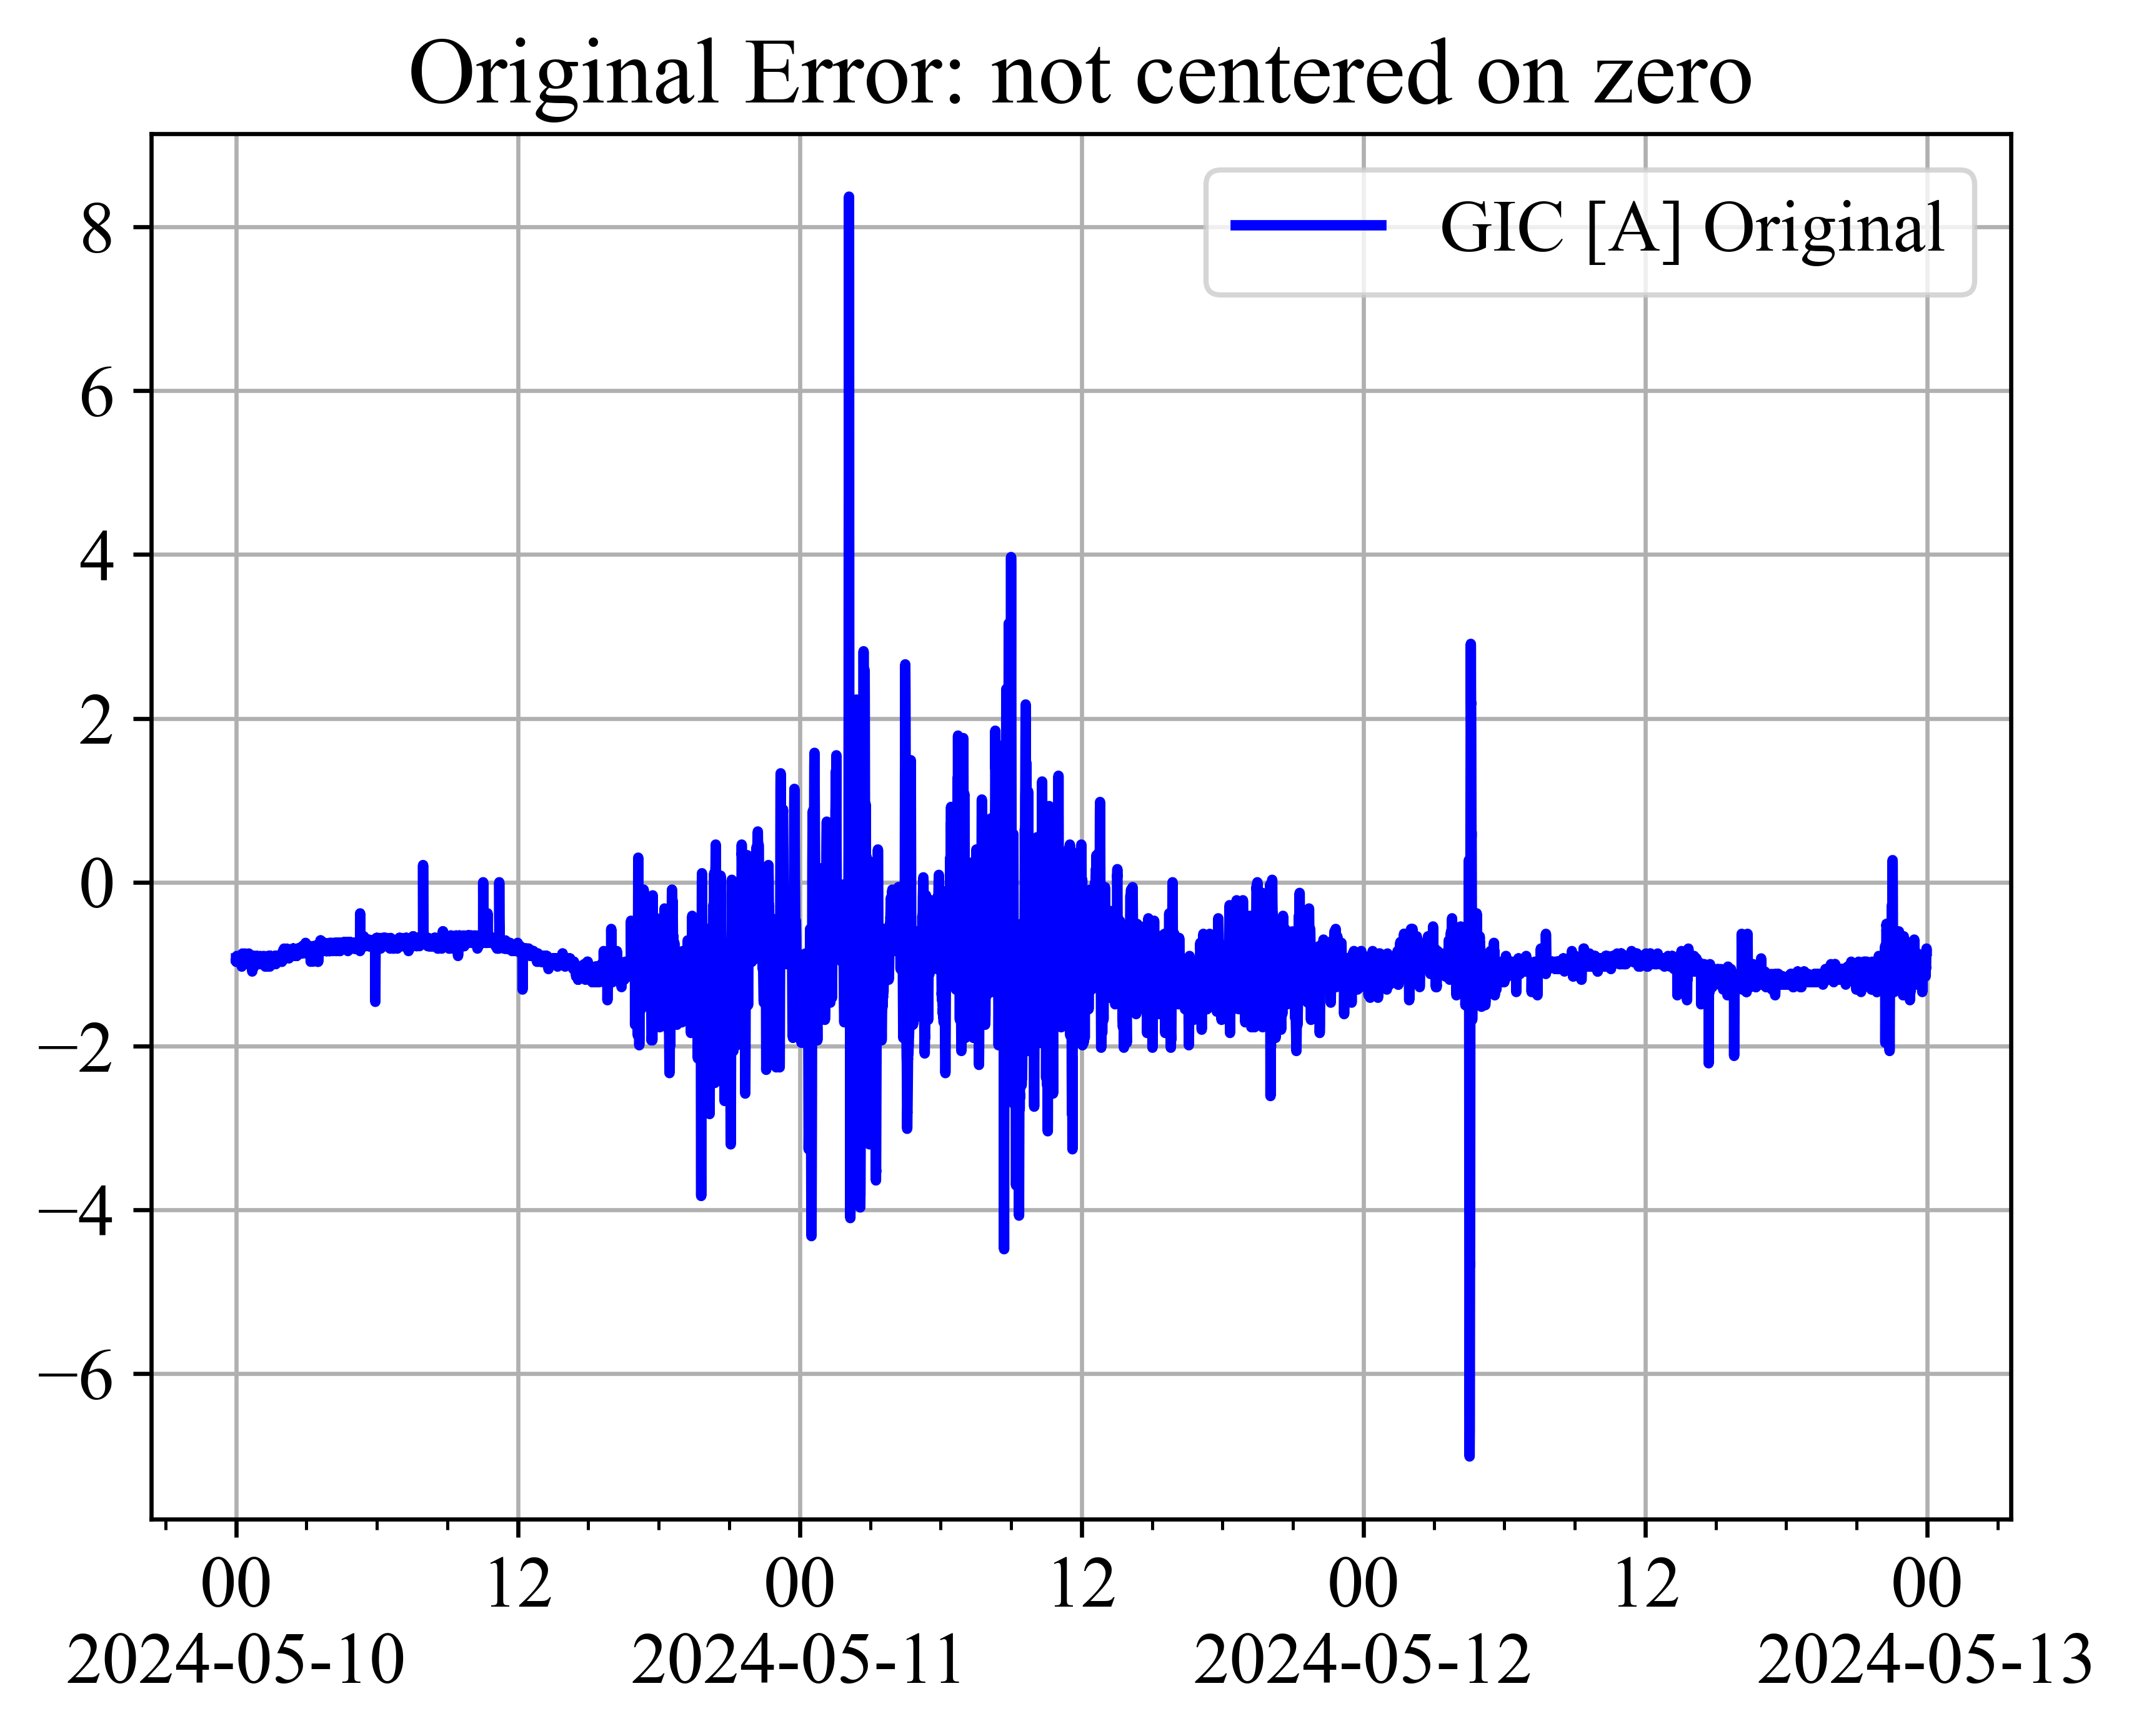 Original Error: not centered on zero
GIC [A] Original
8
6
4
2
0
−2
−4
−6
00 12 00 12 00 12 00
2024-05-10 2024-05-11 2024-05-12 2024-05-13